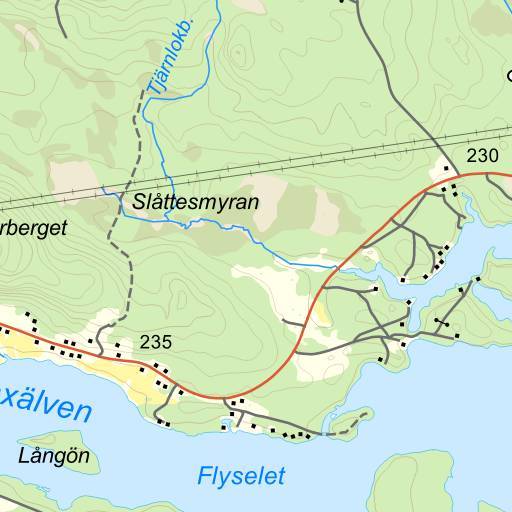 Tjärnlokb.
230
Slåttesmyran
rberget
235
xälven
Långön
Flyselet